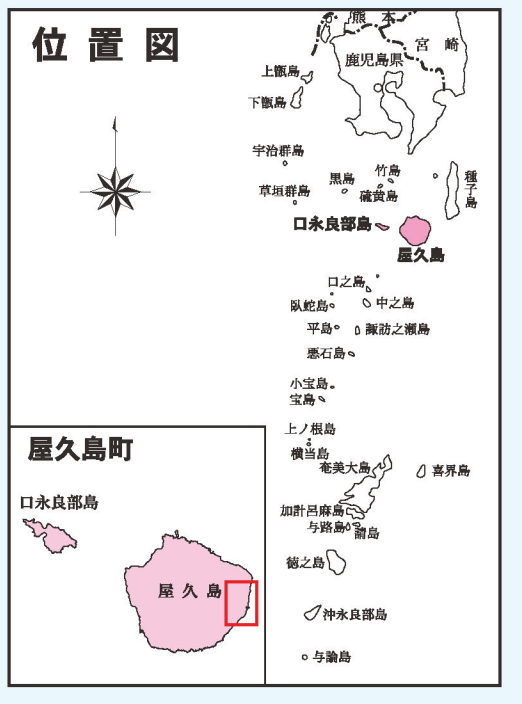 位置図
熊本
宮崎
鹿児島県
上甑島
下甑島
宇治群島
草垣群島
黒島
竹島
硫黄島
種子島
口永良部島
屋久島
口之島
臥蛇島
中之島
平島
諏訪之瀬島
悪石島
小宝島
宝島
上ノ根島
横当島
奄美大島
喜界島
加計呂麻島
与路島
諭島
徳之島
沖永良部島
与論島
屋久島町
口永良部島
屋久島